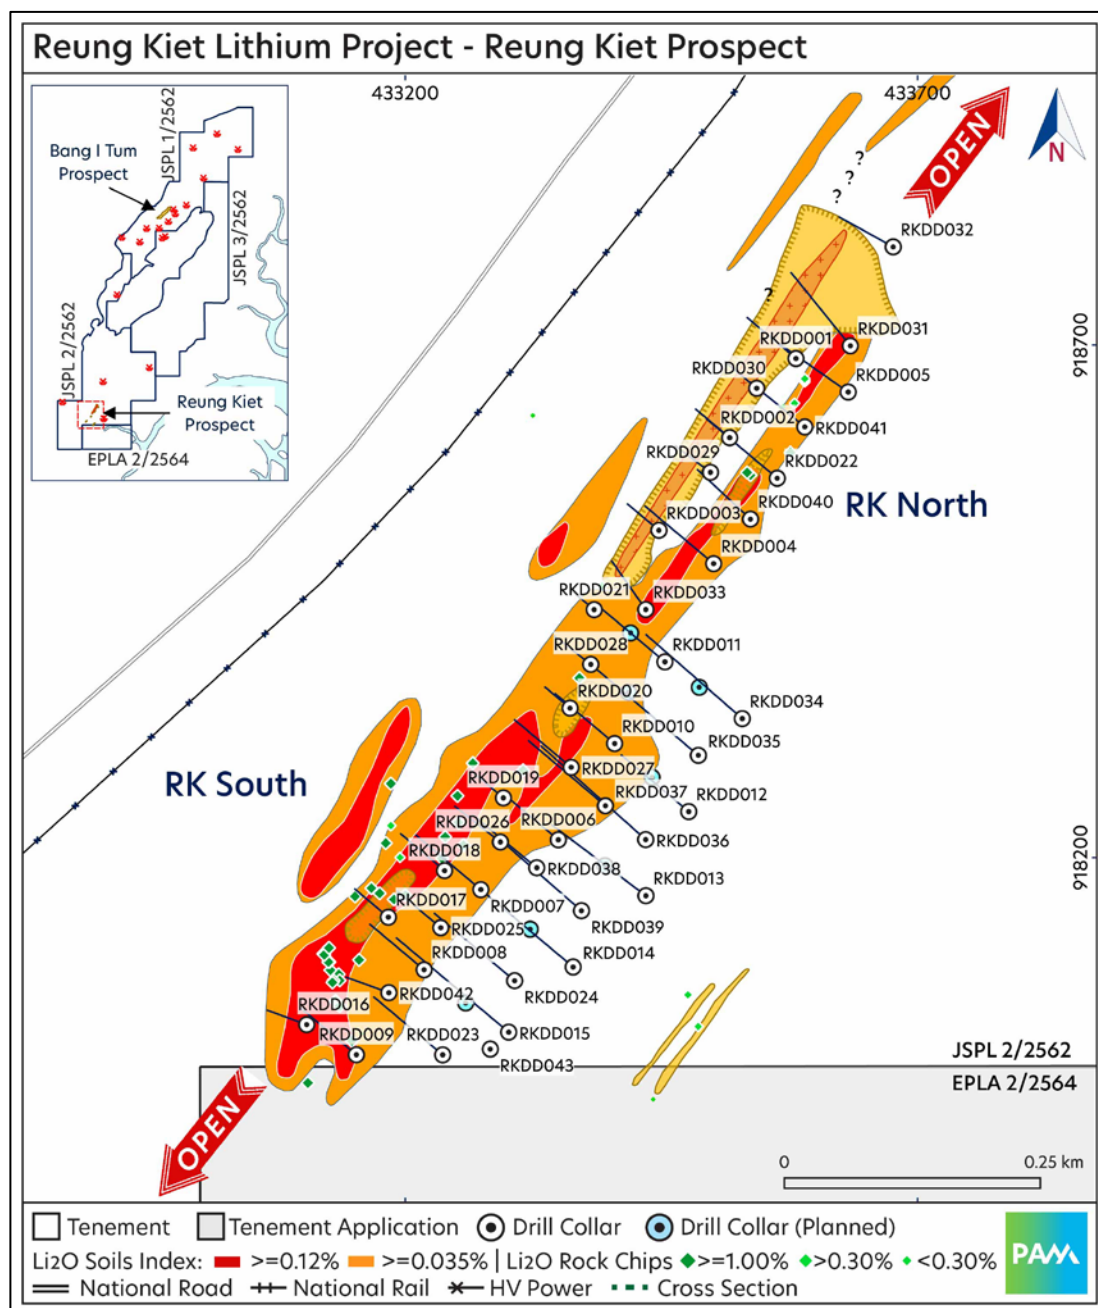 Reung Kiet Lithium Project - Reung Kiet Prospect
433200
433700
918700
918200
Bang I Tum
Prospect
JSPL 1/2562
JSPL 3/2562
JSPL 2/2562
Reung Kiet
Prospect
EPLA 2/2564
OPEN
N
?
?
?
?
RKDD032
RKDD031
RKDD001
RKDD030
RKDD005
RKDD002
RKDD041
RKDD029
RKDD022
RK North
RKDD003
RKDD040
RKDD004
RKDD021
RKDD033
RKDD028
RKDD011
RKDD020
RKDD034
RKDD010
RKDD035
RK South
RKDD019
RKDD027
RKDD037
RKDD012
RKDD026
RKDD006
RKDD036
RKDD018
RKDD038
RKDD013
RKDD017
RKDD007
RKDD025
RKDD039
RKDD008
RKDD014
RKDD042
RKDD024
RKDD016
RKDD009
RKDD023
RKDD015
RKDD043
JSPL 2/2562
EPLA 2/2564
OPEN
0
0.25 km
Tenement
Tenement Application
Drill Collar
Drill Collar (Planned)
Li2O Soils Index: >=0.12% >=0.035% | Li2O Rock Chips >=1.00% >0.30% <0.30%
National Road
National Rail
HV Power
Cross Section
PAM